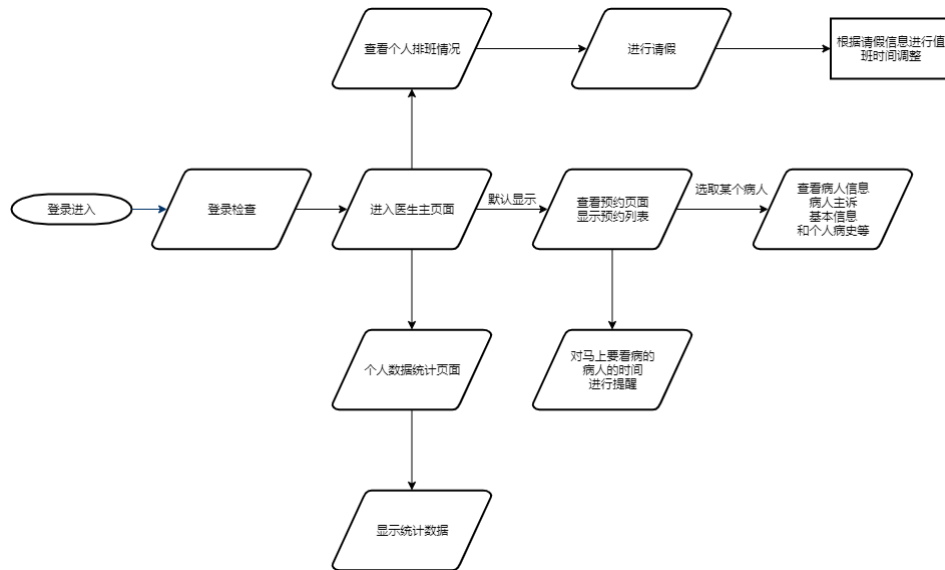 查看个人排班情况
进行请假
根据请假信息进行值
班时间调整
登录进入
登录检查
进入医生主页面
默认显示
查看预约页面
显示预约列表
选取某个病人
查看病人信息
病人主诉
基本信息
和个人病史等
个人数据统计页面
对马上要看病的
病人的时间
进行提醒
显示统计数据